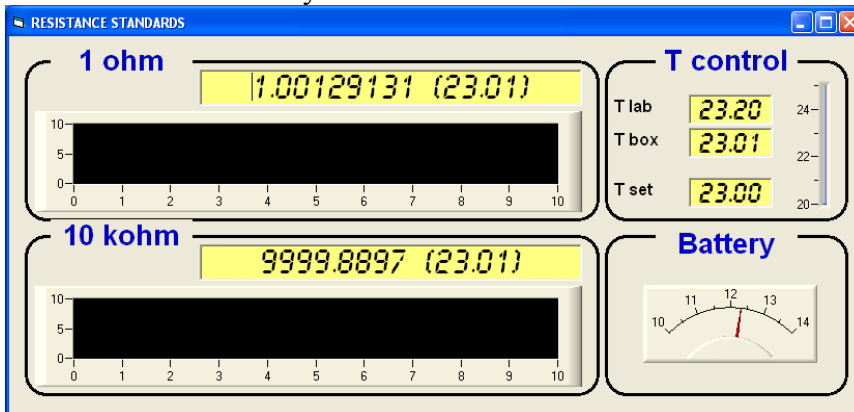 RESISTANCE STANDARDS
1 ohm
1.00129131 (23.01)
10
5
0
0 1 2 3 4 5 6 7 8 9 10
T control
T lab 23.20
T box 23.01
T set 23.00
24
22
20
10 kohm
9999.8897 (23.01)
10
5
0
0 1 2 3 4 5 6 7 8 9 10
Battery
10 11 12 13 14